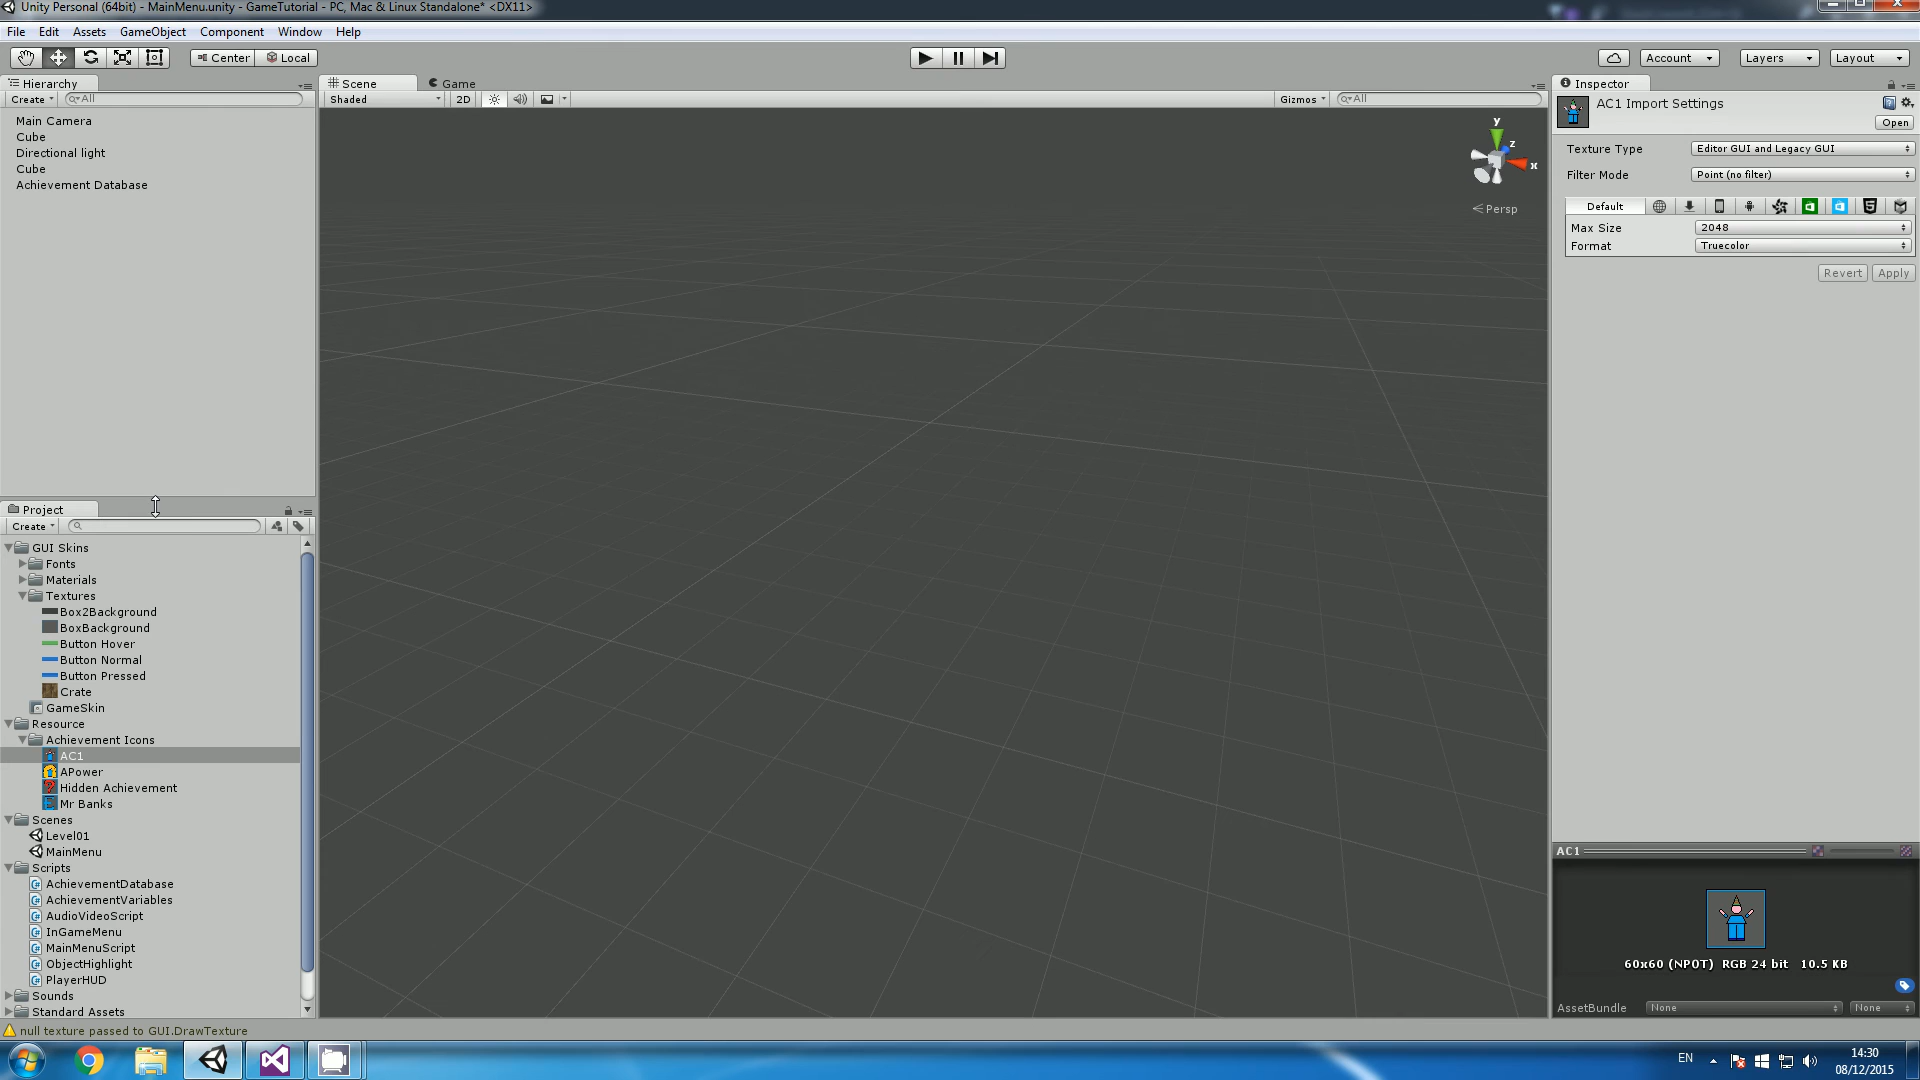 Unity Personal (64bit) - MainMenu.unity - GameTutorial - PC, Mac & Linux Standalone* <DX11>
File Edit Assets GameObject Component Window Help
Center Local Account Layers Layout
Hierarchy
Create All
Main Camera
Cube
Directional light
Cube
Achievement Database
Scene Game
Shaded 2D Gizmos All
y
z
x
Persp
Inspector
AC1 Import Settings
Open
Texture Type Editor GUI and Legacy GUI
Filter Mode Point (no filter)
Default
Max Size 2048
Format Truecolor
Revert Apply
Project
Create
GUI Skins
Fonts
Materials
Textures
Box2Background
BoxBackground
Button Hover
Button Normal
Button Pressed
Crate
GameSkin
Resource
Achievement Icons
AC1
APower
Hidden Achievement
Mr Banks
Scenes
Level01
MainMenu
Scripts
AchievementDatabase
AchievementVariables
AudioVideoScript
InGameMenu
MainMenuScript
ObjectHighlight
PlayerHUD
Sounds
Standard Assets
AC1
60x60 (NPOT) RGB 24 bit 10.5 KB
AssetBundle None None
null texture passed to GUI.DrawTexture
EN
14:30
08/12/2015